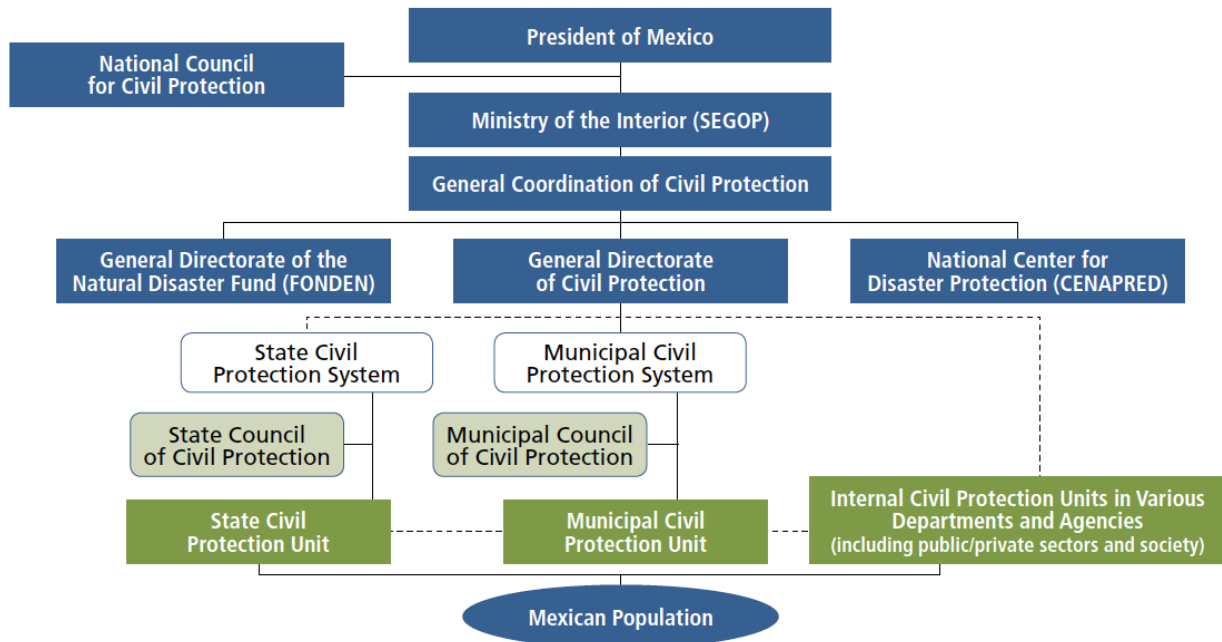 President of Mexico
National Council
for Civil Protection
Ministry of the Interior (SEGOP)
General Coordination of Civil Protection
General Directorate of the
Natural Disaster Fund (FONDEN)
General Directorate
of Civil Protection
National Center for
Disaster Protection (CENAPRED)
State Civil
Protection System
Municipal Civil
Protection System
State Council
of Civil Protection
Municipal Council
of Civil Protection
State Civil
Protection Unit
Municipal Civil
Protection Unit
Internal Civil Protection Units in Various
Departments and Agencies
(including public/private sectors and society)
Mexican Population